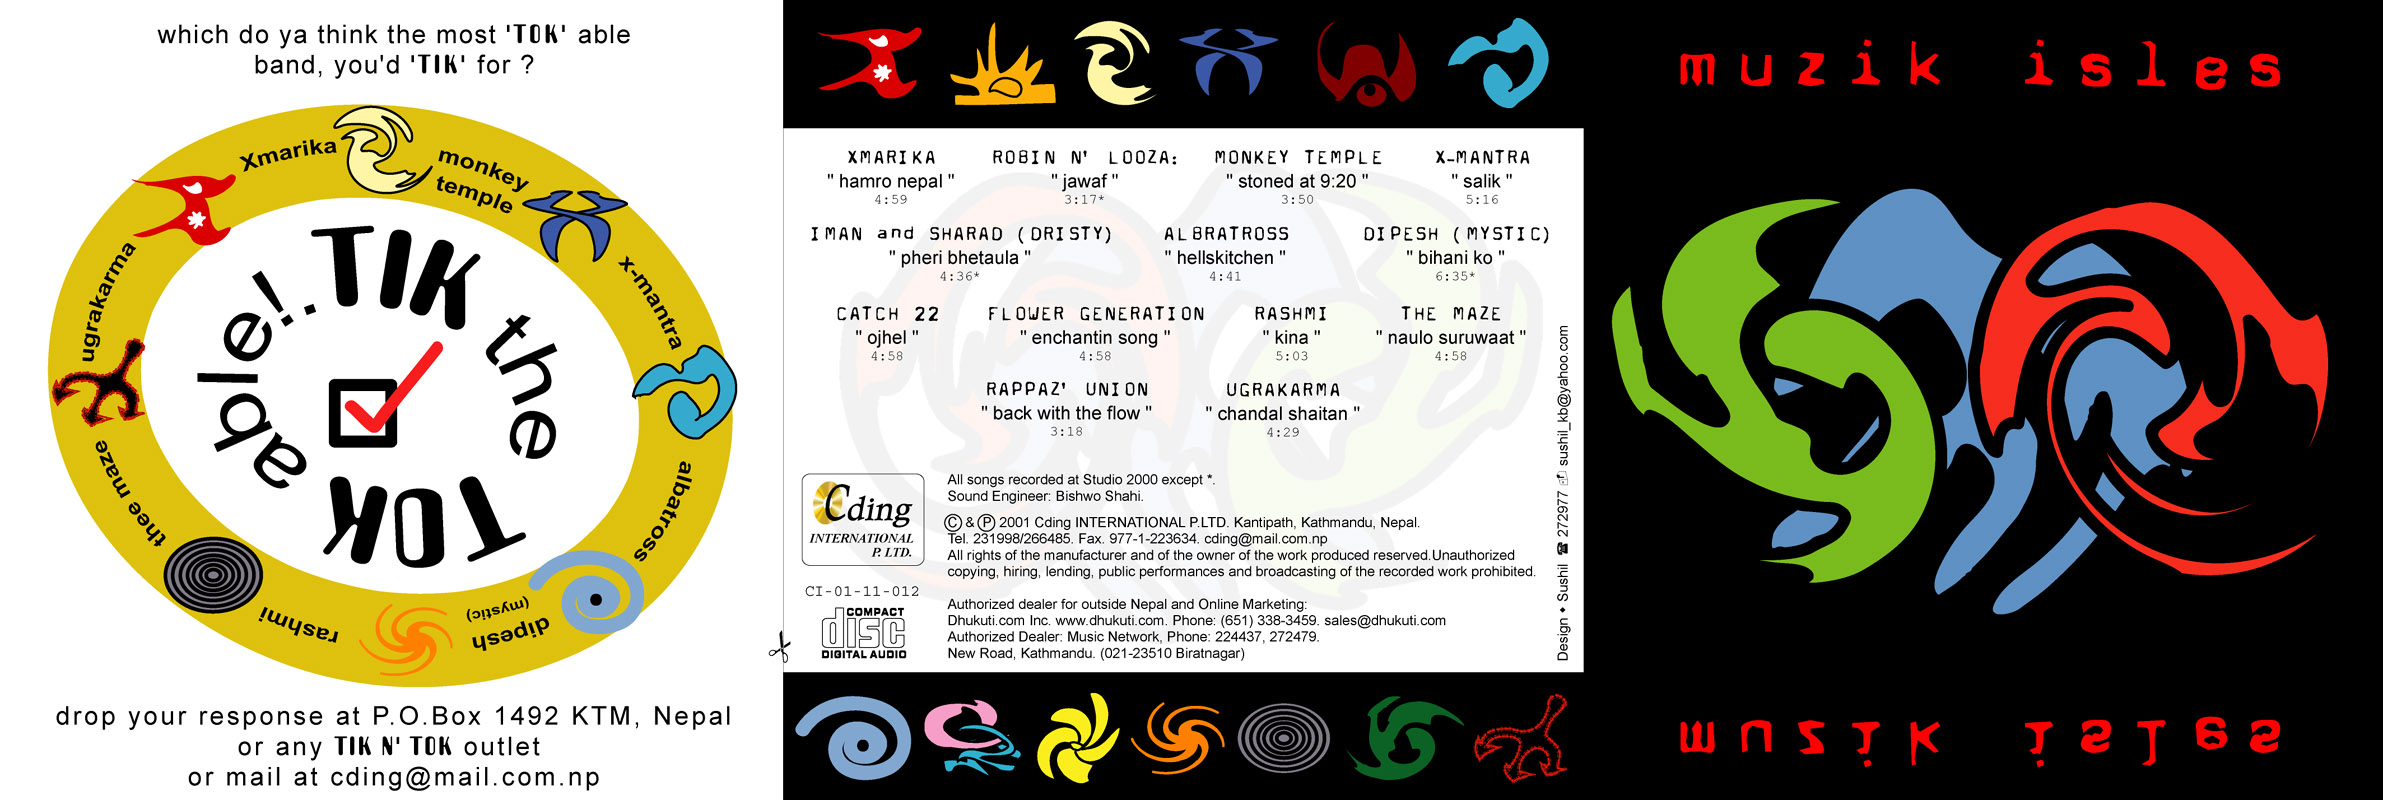 which do ya think the most 'TOK' able
band, you'd 'TIK' for ?
Xmarika
monkey
temple
x-mantra
albatross
dipesh
(mystic)
rashmi
thee maze
ugrakarma
TIK the
TOK
able!.
drop your response at P.O.Box 1492 KTM, Nepal
or any TIK N' TOK outlet
or mail at cding@mail.com.np
XMARIKA
" hamro nepal "
4:59
ROBIN N' LOOZA:
" jawaf "
3:17*
MONKEY TEMPLE
" stoned at 9:20 "
3:50
X-MANTRA
" salik "
5:16
IMAN and SHARAD (DRISTY)
" pheri bhetaula "
4:36*
ALBRATROSS
" hellskitchen "
4:41
DIPESH (MYSTIC)
" bihani ko "
6:35*
CATCH 22
" ojhel "
4:58
FLOWER GENERATION
" enchantin song "
4:58
RASHMI
" kina "
5:03
THE MAZE
" naulo suruwaat "
4:58
RAPPAZ' UNION
" back with the flow "
3:18
UGRAKARMA
" chandal shaitan "
4:29
Cding
INTERNATIONAL
P. LTD.
CI-01-11-012
COMPACT
disc
DIGITAL AUDIO
All songs recorded at Studio 2000 except *.
Sound Engineer: Bishwo Shahi.
Ⓒ & Ⓟ 2001 Cding INTERNATIONAL P.LTD. Kantipath, Kathmandu, Nepal.
Tel. 231998/266485. Fax. 977-1-223634. cding@mail.com.np
All rights of the manufacturer and of the owner of the work produced reserved.Unauthorized
copying, hiring, lending, public performances and broadcasting of the recorded work prohibited.
Authorized dealer for outside Nepal and Online Marketing:
Dhukuti.com Inc. www.dhukuti.com. Phone: (651) 338-3459. sales@dhukuti.com
Authorized Dealer: Music Network, Phone: 224437, 272479.
New Road, Kathmandu. (021-23510 Biratnagar)
Design ◆ Sushil ☎ 272977 sushil_kb@yahoo.com
muzik isles
muzik isles